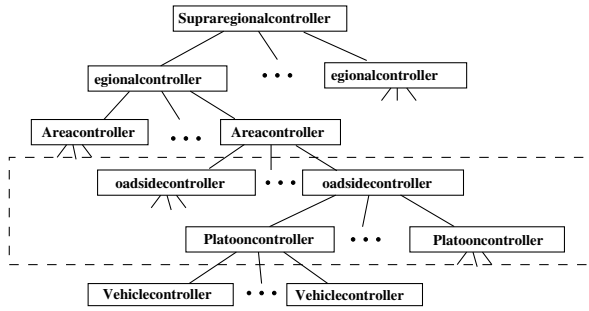 Supraregionalcontroller
egionalcontroller
egionalcontroller
Areacontroller
Areacontroller
oadsidecontroller
oadsidecontroller
Platooncontroller
Platooncontroller
Vehiclecontroller
Vehiclecontroller